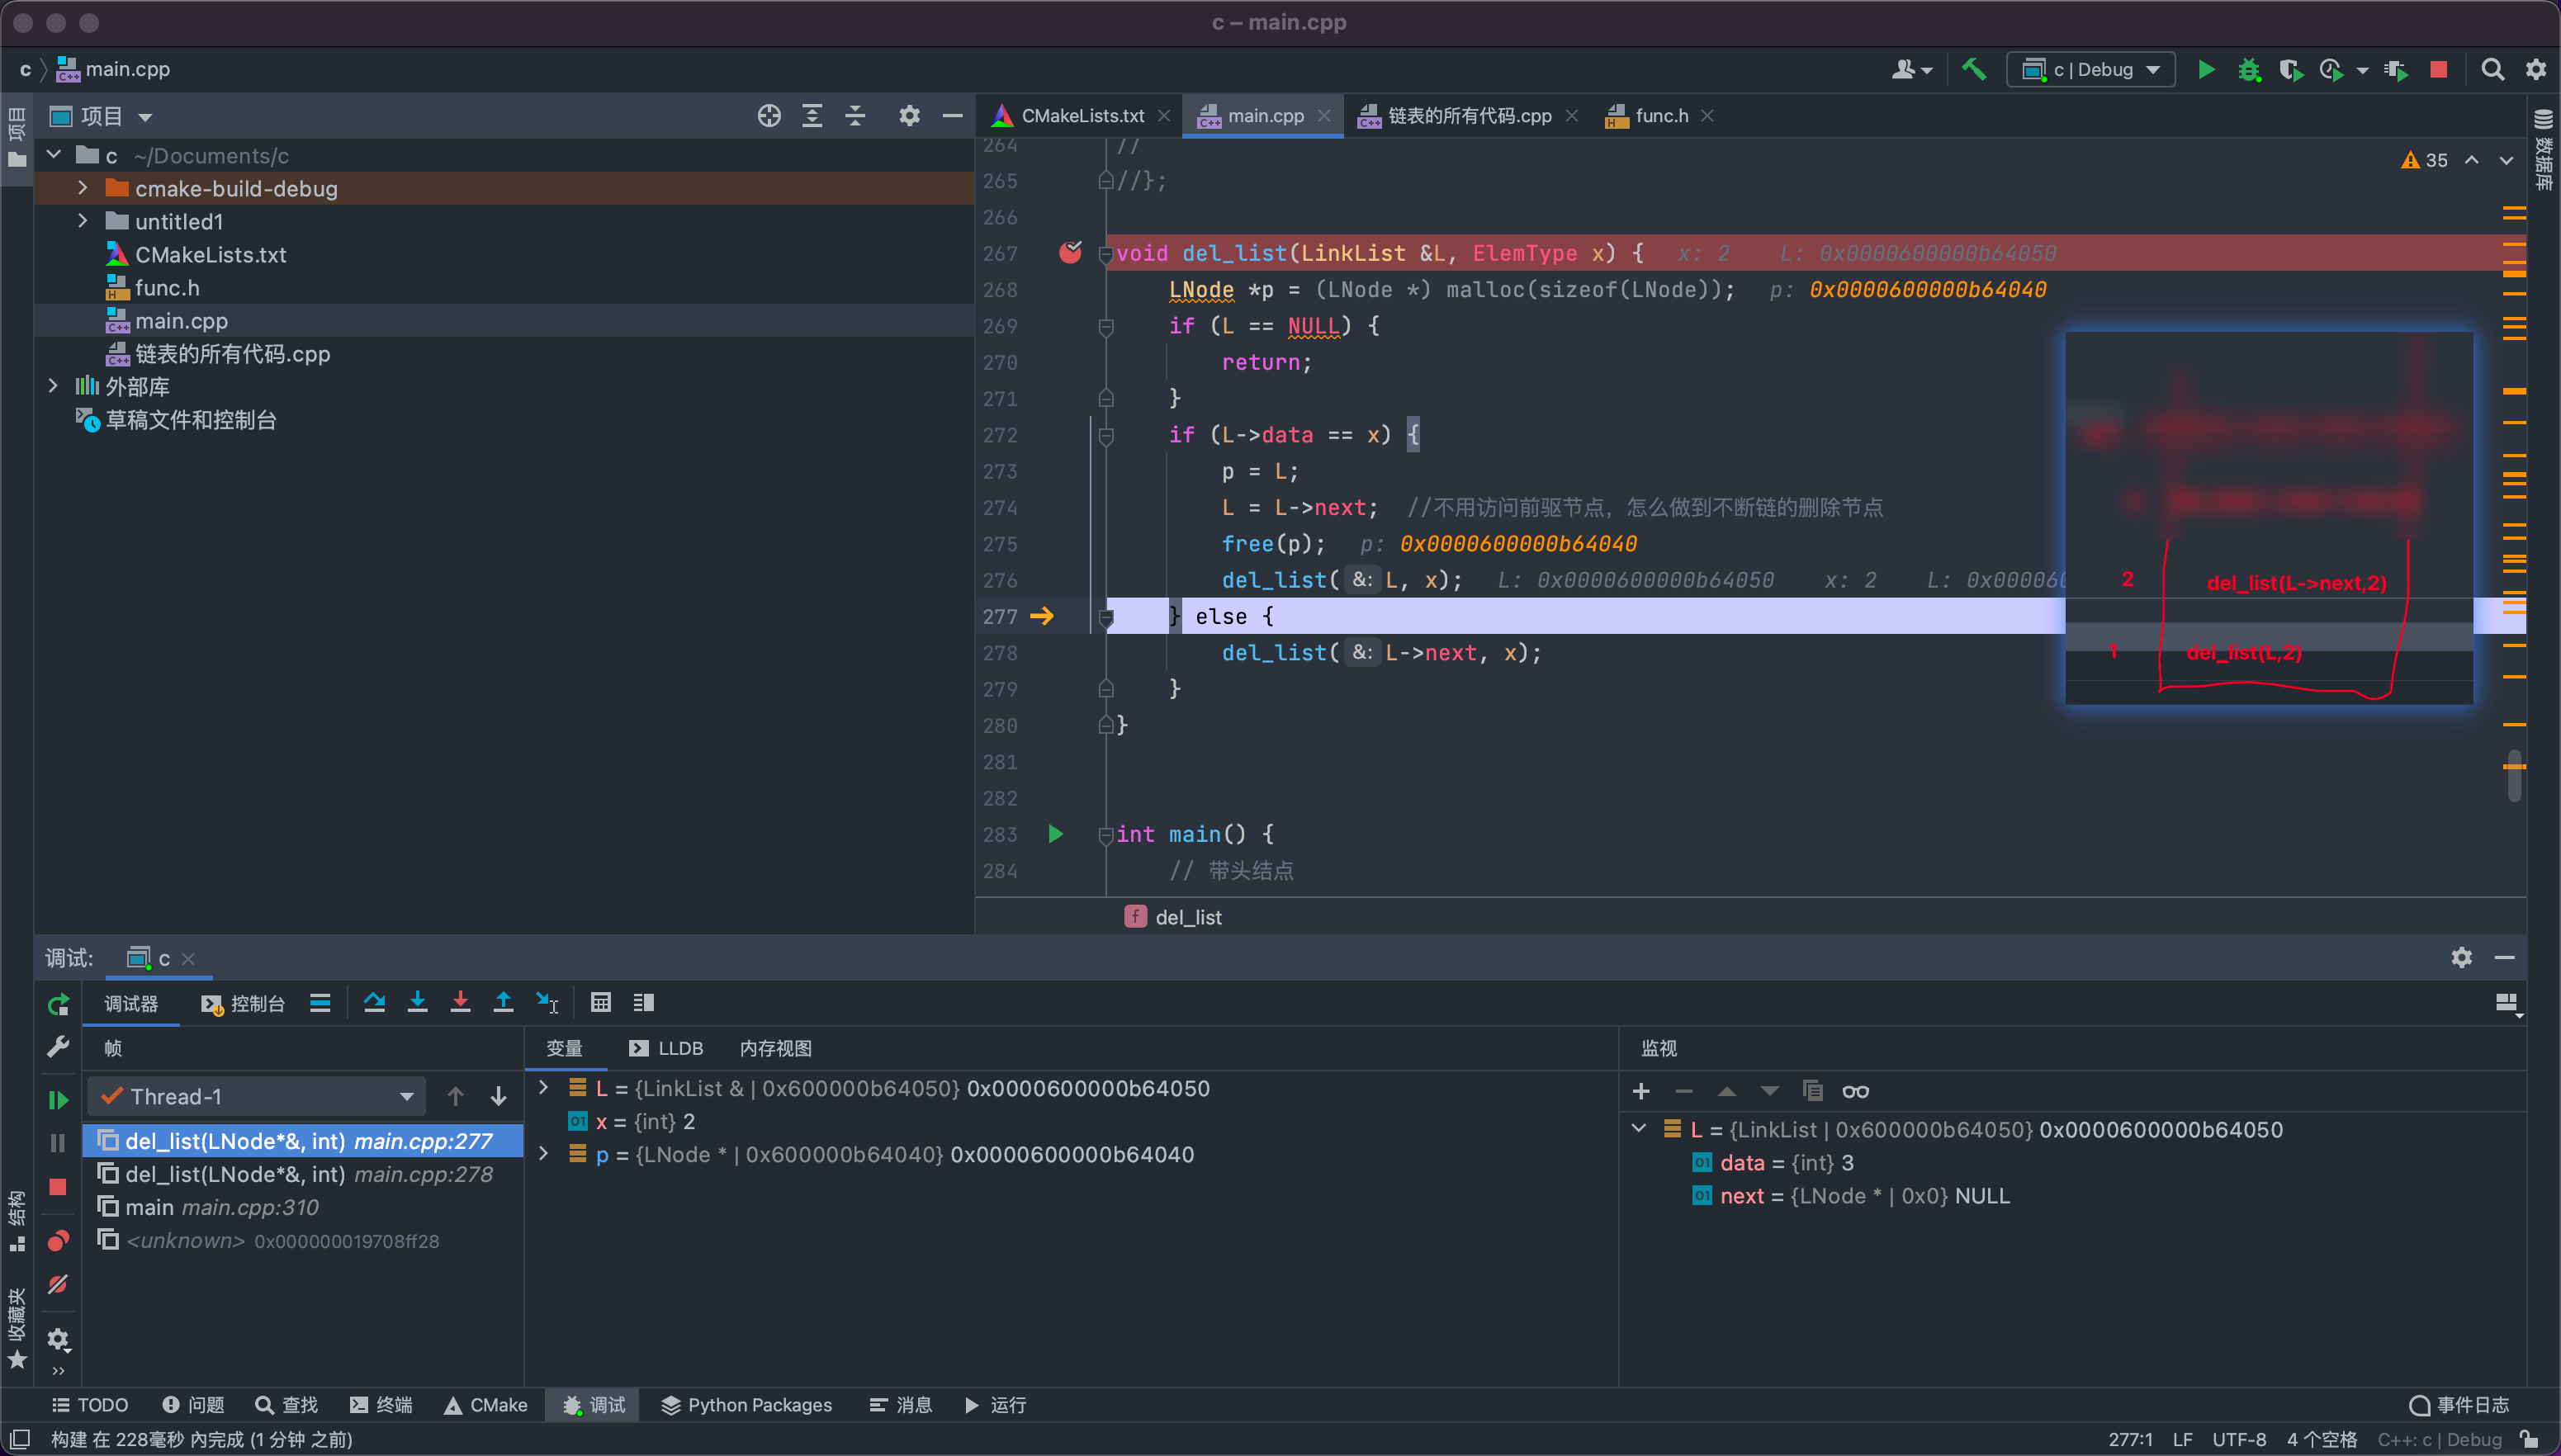 c – main.cpp
c 〉 main.cpp
c | Debug
项目
项目
c ~/Documents/c
cmake-build-debug
untitled1
CMakeLists.txt
func.h
main.cpp
链表的所有代码.cpp
外部库
草稿文件和控制台
CMakeLists.txt main.cpp 链表的所有代码.cpp func.h
数据库
35
264 //
265 //};
266
267 void del_list(LinkList &L, ElemType x) { x: 2 L: 0x0000600000b64050
268 LNode *p = (LNode *) malloc(sizeof(LNode)); p: 0x0000600000b64040
269 if (L == NULL) {
270 return;
271 }
272 if (L->data == x) {
273 p = L;
274 L = L->next; //不用访问前驱节点，怎么做到不断链的删除节点
275 free(p); p: 0x0000600000b64040
276 del_list( &: L, x); L: 0x0000600000b64050 x: 2 L: 0x00006
277 } else {
278 del_list( &: L->next, x);
279 }
280 }
281
282
283 int main() {
284 // 带头结点
2 del_list(L->next,2)
1 del_list(L,2)
f del_list
调试: c
调试器 控制台
帧
Thread-1
del_list(LNode*&, int) main.cpp:277
del_list(LNode*&, int) main.cpp:278
main main.cpp:310
<unknown> 0x000000019708ff28
变量 LLDB 内存视图
L = {LinkList & | 0x600000b64050} 0x0000600000b64050
x = {int} 2
p = {LNode * | 0x600000b64040} 0x0000600000b64040
监视
L = {LinkList | 0x600000b64050} 0x0000600000b64050
data = {int} 3
next = {LNode * | 0x0} NULL
结构
收藏夹
TODO 问题 查找 终端 CMake 调试 Python Packages 消息 运行 事件日志
构建 在 228毫秒 内完成 (1 分钟 之前) 277:1 LF UTF-8 4 个空格 C++: c | Debug